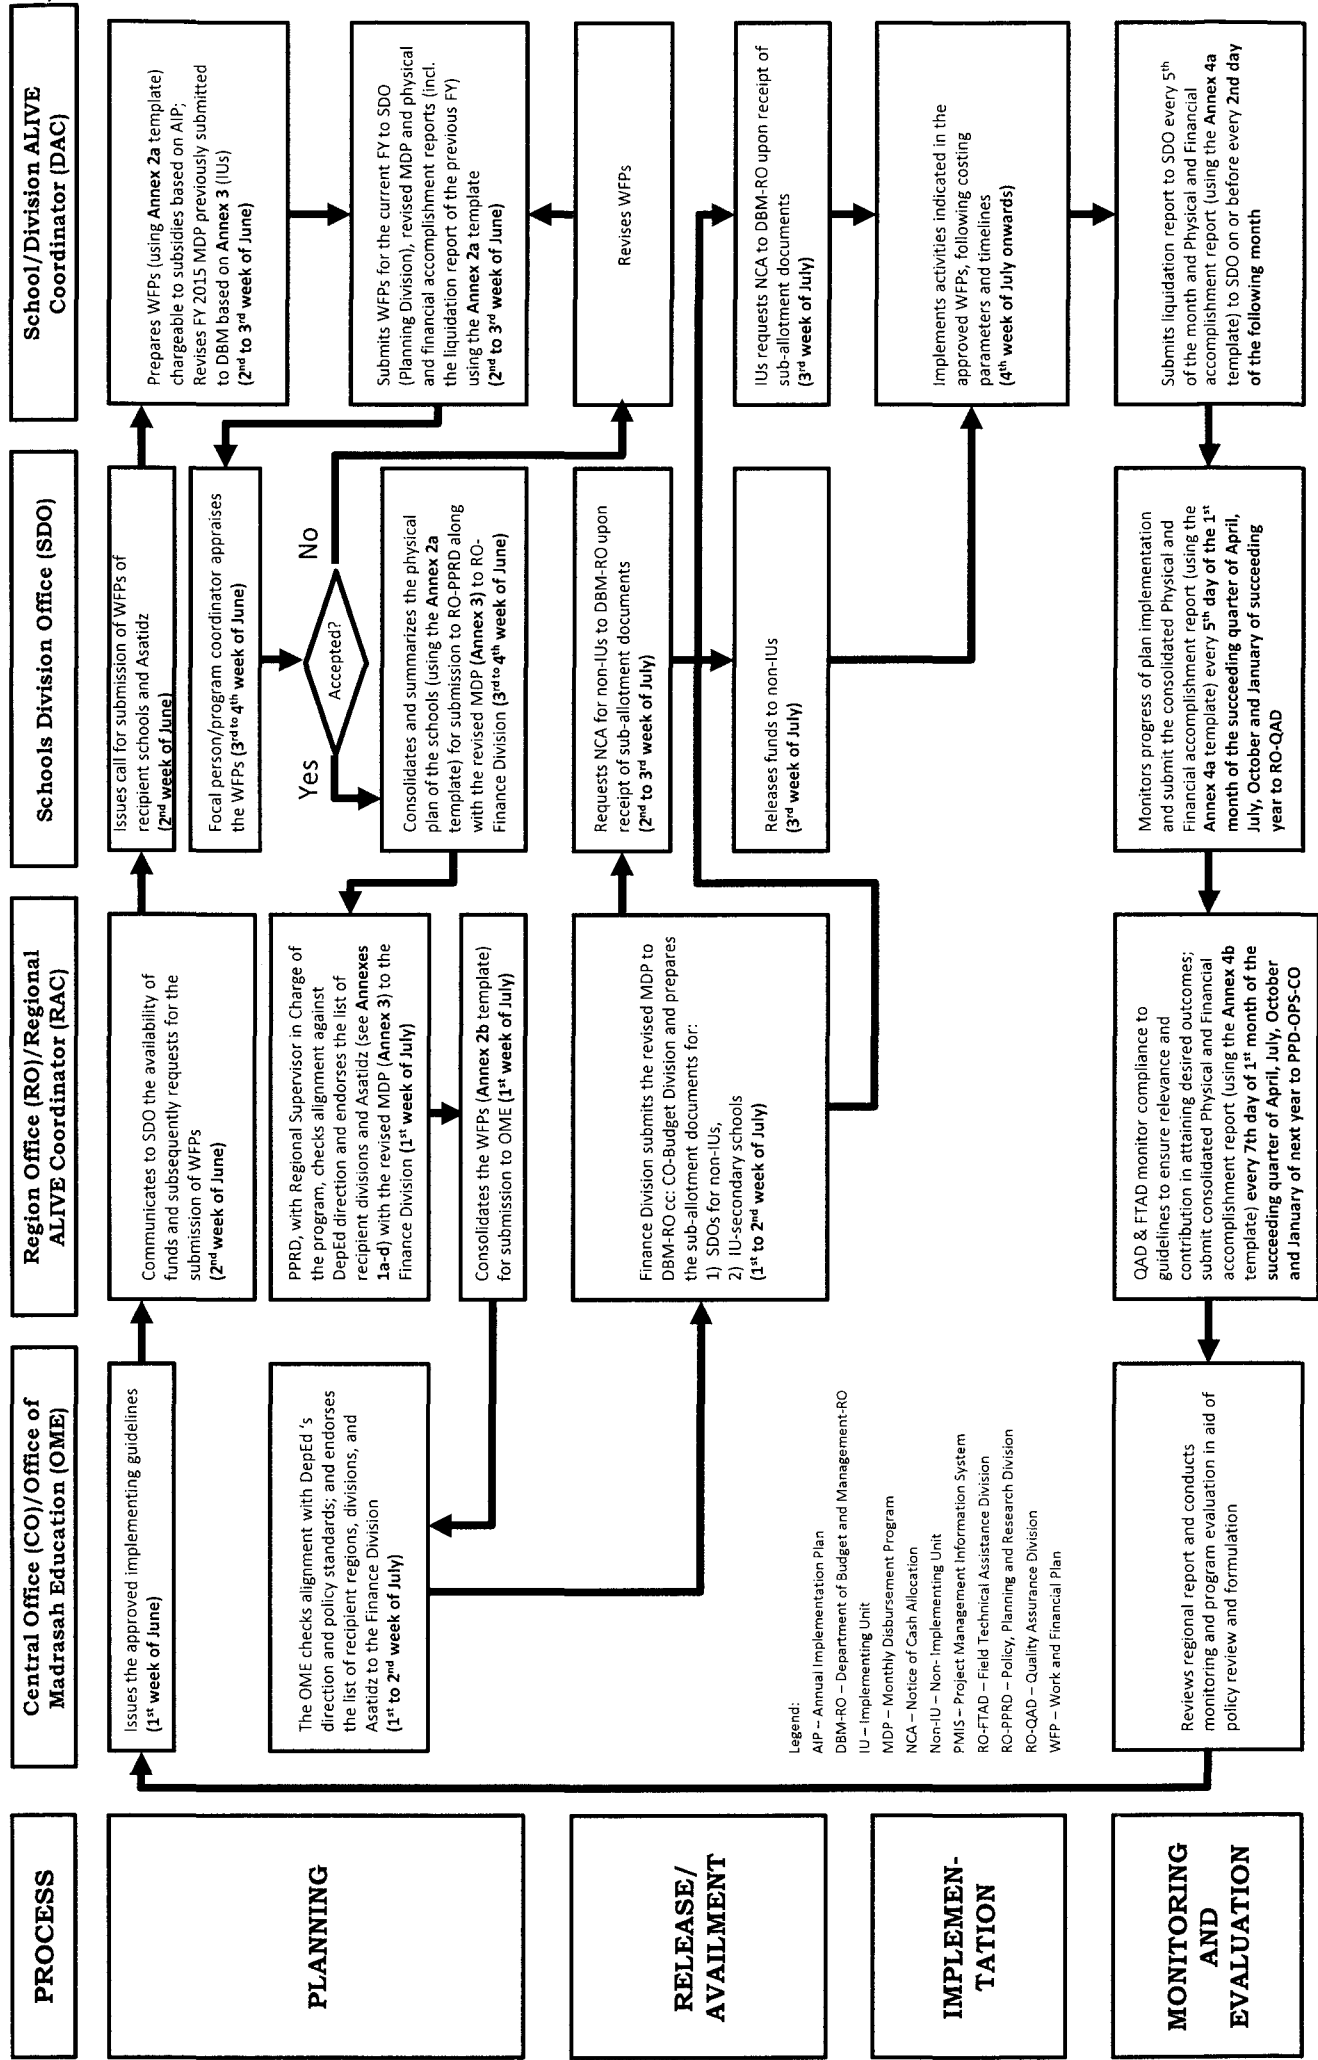 PROCESS
Central Office (CO)/Office of
Madrasah Education (OME)
Region Office (RO)/Regional
ALIVE Coordinator (RAC)
Schools Division Office (SDO)
School/Division ALIVE
Coordinator (DAC)
PLANNING
Issues the approved implementing guidelines
(1st week of June)
Communicates to SDO the availability of
funds and subsequently requests for the
submission of WFPs
(2nd week of June)
Issues call for submission of WFPs of
recipient schools and Asatidz
(2nd week of June)
Prepares WFPs (using Annex 2a template)
chargeable to subsidies based on AIP;
Revises FY 2015 MDP previously submitted
to DBM based on Annex 3 (IUs)
(2nd to 3rd week of June)
Submits WFPs for the current FY to SDO
(Planning Division), revised MDP and physical
and financial accomplishment reports (incl.
the liquidation report of the previous FY)
using the Annex 2a template
(2nd to 3rd week of June)
Focal person/program coordinator appraises
the WFPs (3rd to 4th week of June)
Accepted?
Yes
No
Revises WFPs
Consolidates and summarizes the physical
plan of the schools (using the Annex 2a
template) for submission to RO-PPRD along
with the revised MDP (Annex 3) to RO-
Finance Division (3rd to 4th week of June)
PPRD, with Regional Supervisor in Charge of
the program, checks alignment against
DepEd direction and endorses the list of
recipient divisions and Asatidz (see Annexes
1a-d) with the revised MDP (Annex 3) to the
Finance Division (1st week of July)
Consolidates the WFPs (Annex 2b template)
for submission to OME (1st week of July)
The OME checks alignment with DepEd 's
direction and policy standards; and endorses
the list of recipient regions, divisions, and
Asatidz to the Finance Division
(1st to 2nd week of July)
RELEASE/
AVAILMENT
Finance Division submits the revised MDP to
DBM-RO cc: CO-Budget Division and prepares
the sub-allotment documents for:
1) SDOs for non-IUs,
2) IU-secondary schools
(1st to 2nd week of July)
Requests NCA for non-IUs to DBM-RO upon
receipt of sub-allotment documents
(2nd to 3rd week of July)
Releases funds to non-IUs
(3rd week of July)
IUs requests NCA to DBM-RO upon receipt of
sub-allotment documents
(3rd week of July)
IMPLEMEN-
TATION
Implements activities indicated in the
approved WFPs, following costing
parameters and timelines
(4th week of July onwards)
Legend:
AIP – Annual Implementation Plan
DBM-RO – Department of Budget and Management-RO
IU – Implementing Unit
MDP – Monthly Disbursement Program
NCA – Notice of Cash Allocation
Non-IU – Non- Implementing Unit
PMIS – Project Management Information System
RO-FTAD – Field Technical Assistance Division
RO-PPRD – Policy, Planning and Research Division
RO-QAD – Quality Assurance Division
WFP – Work and Financial Plan
MONITORING
AND
EVALUATION
Submits liquidation report to SDO every 5th
of the month and Physical and Financial
accomplishment report (using the Annex 4a
template) to SDO on or before every 2nd day
of the following month
Monitors progress of plan implementation
and submit the consolidated Physical and
Financial accomplishment report (using the
Annex 4a template) every 5th day of the 1st
month of the succeeding quarter of April,
July, October and January of succeeding
year to RO-QAD
QAD & FTAD monitor compliance to
guidelines to ensure relevance and
contribution in attaining desired outcomes;
submit consolidated Physical and Financial
accomplishment report (using the Annex 4b
template) every 7th day of 1st month of the
succeeding quarter of April, July, October
and January of next year to PPD-OPS-CO
Reviews regional report and conducts
monitoring and program evaluation in aid of
policy review and formulation